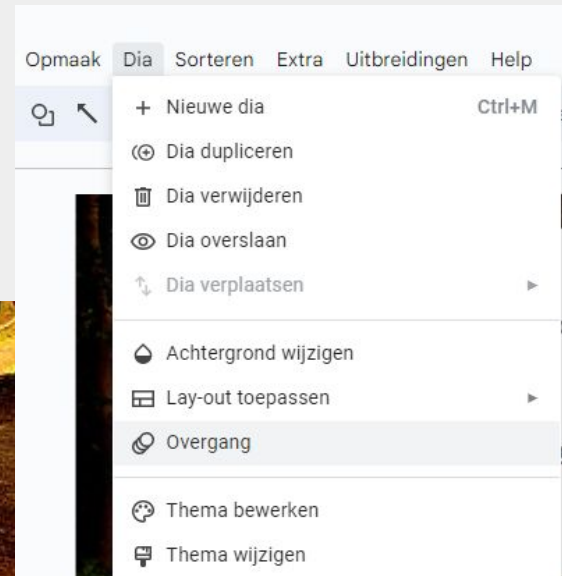 Opmaak Dia Sorteren Extra Uitbreidingen Help
Nieuwe dia Ctrl+M
Dia dupliceren
Dia verwijderen
Dia overslaan
Dia verplaatsen
Achtergrond wijzigen
Lay-out toepassen
Overgang
Thema bewerken
Thema wijzigen